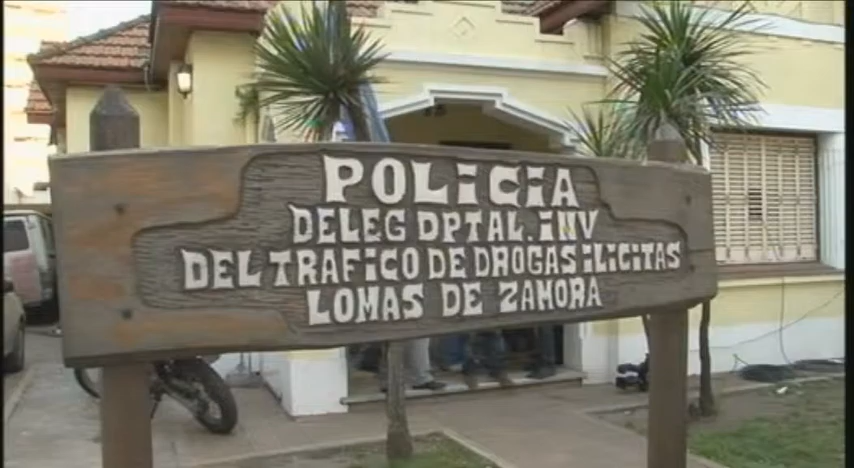 POLiCiA
DELEG DPTAL.iNV
DEL TRAFiCO DE DROGAS iLiCiTAS
LOMAS DE ZAMORA